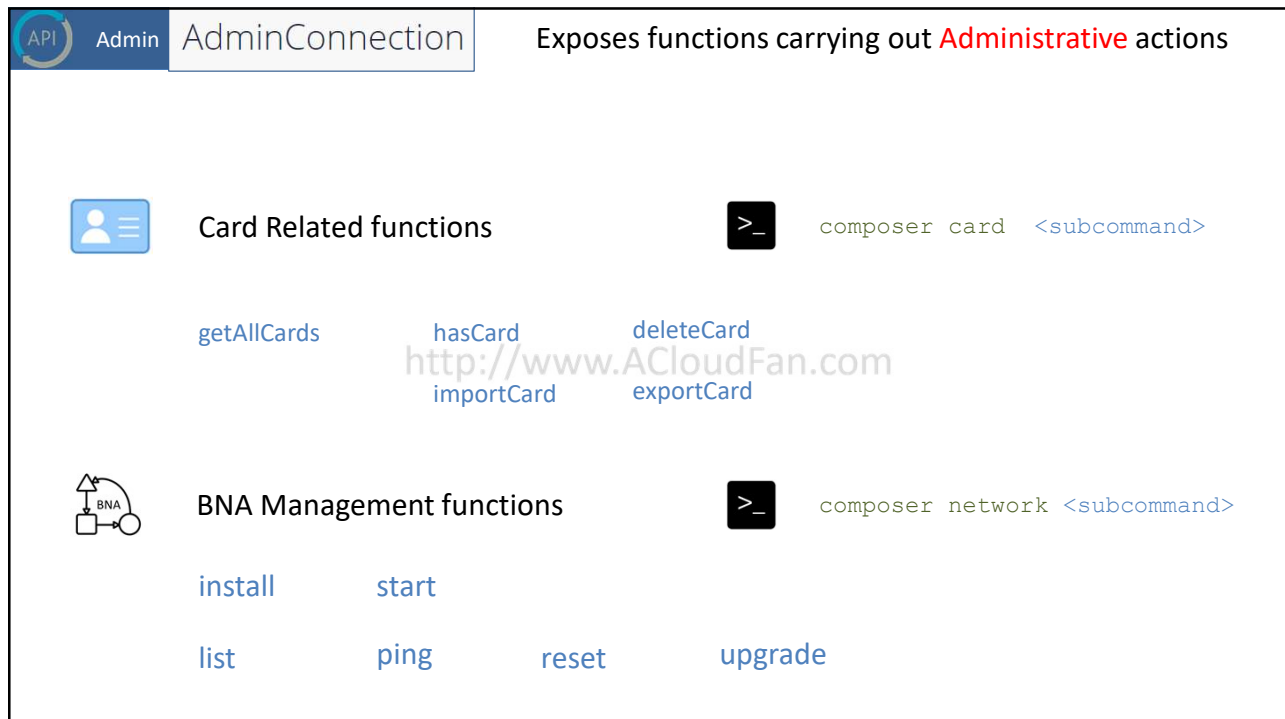 API Admin AdminConnection Exposes functions carrying out Administrative actions
Card Related functions >_ composer card <subcommand>
getAllCards hasCard deleteCard
http://www.ACloudFan.com
importCard exportCard
BNA BNA Management functions >_ composer network <subcommand>
install start
list ping reset upgrade